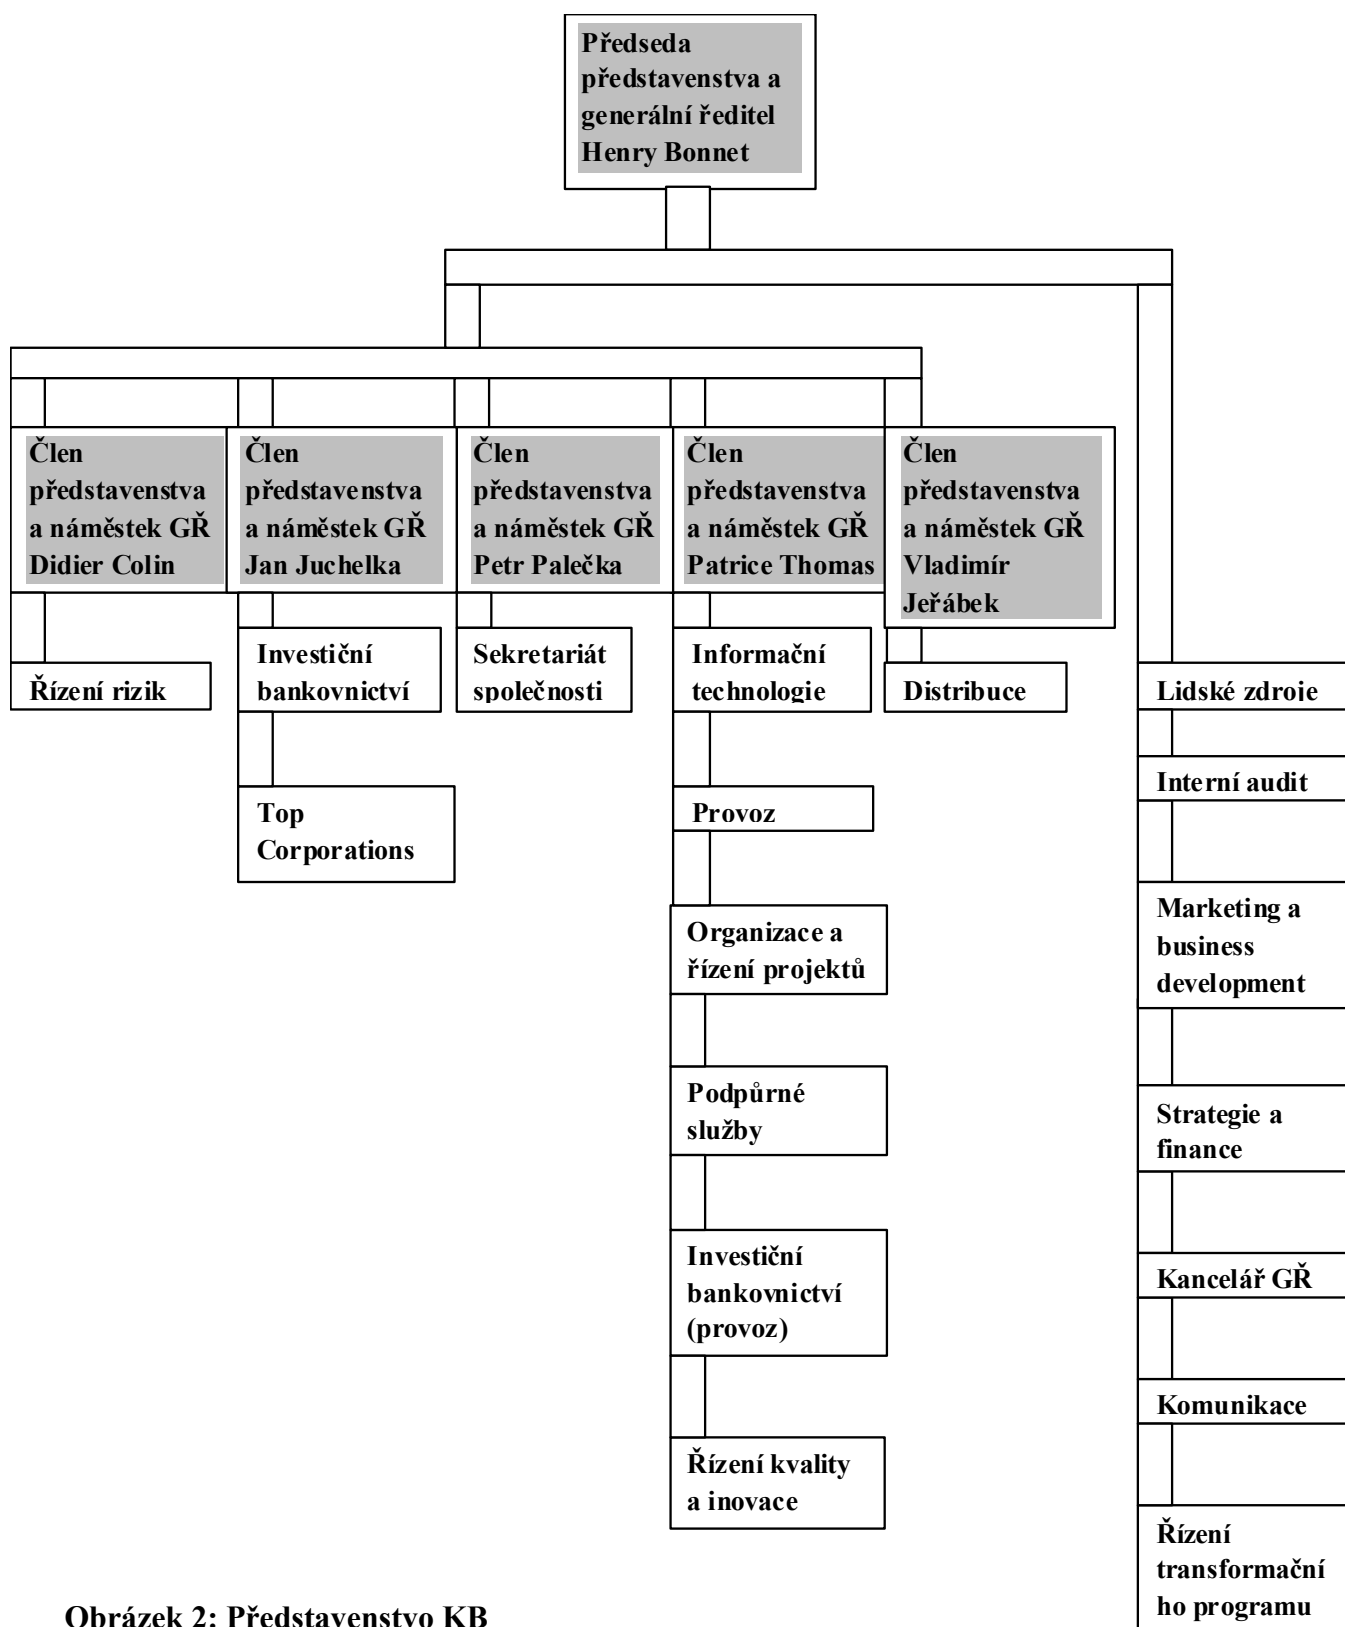 Předseda
představenstva a
generální ředitel
Henry Bonnet
Člen
představenstva
a náměstek GŘ
Didier Colin
Člen
představenstva
a náměstek GŘ
Jan Juchelka
Člen
představenstva
a náměstek GŘ
Petr Palečka
Člen
představenstva
a náměstek GŘ
Patrice Thomas
Člen
představenstva
a náměstek GŘ
Vladimír
Jeřábek
Řízení rizik
Investiční
bankovnictví
Top
Corporations
Sekretariát
společnosti
Informační
technologie
Provoz
Organizace a
řízení projektů
Podpůrné
služby
Investiční
bankovnictví
(provoz)
Řízení kvality
a inovace
Distribuce
Lidské zdroje
Interní audit
Marketing a
business
development
Strategie a
finance
Kancelář GŘ
Komunikace
Řízení
transformační
ho programu
Obrázek 2: Představenstvo KB